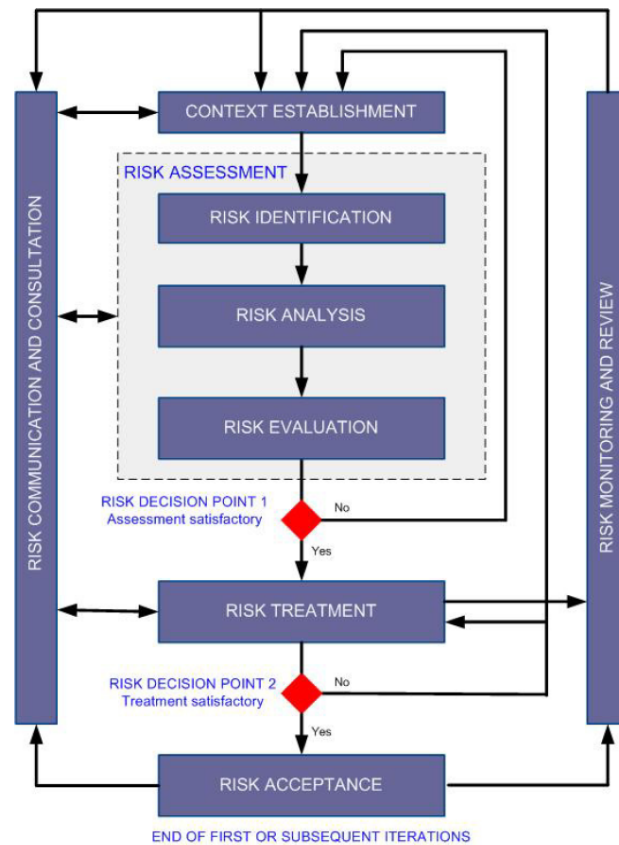 CONTEXT ESTABLISHMENT
RISK ASSESSMENT
RISK IDENTIFICATION
RISK ANALYSIS
RISK EVALUATION
RISK COMMUNICATION AND CONSULTATION
RISK MONITORING AND REVIEW
RISK DECISION POINT 1
Assessment satisfactory
No
Yes
RISK TREATMENT
RISK DECISION POINT 2
Treatment satisfactory
No
Yes
RISK ACCEPTANCE
END OF FIRST OR SUBSEQUENT ITERATIONS